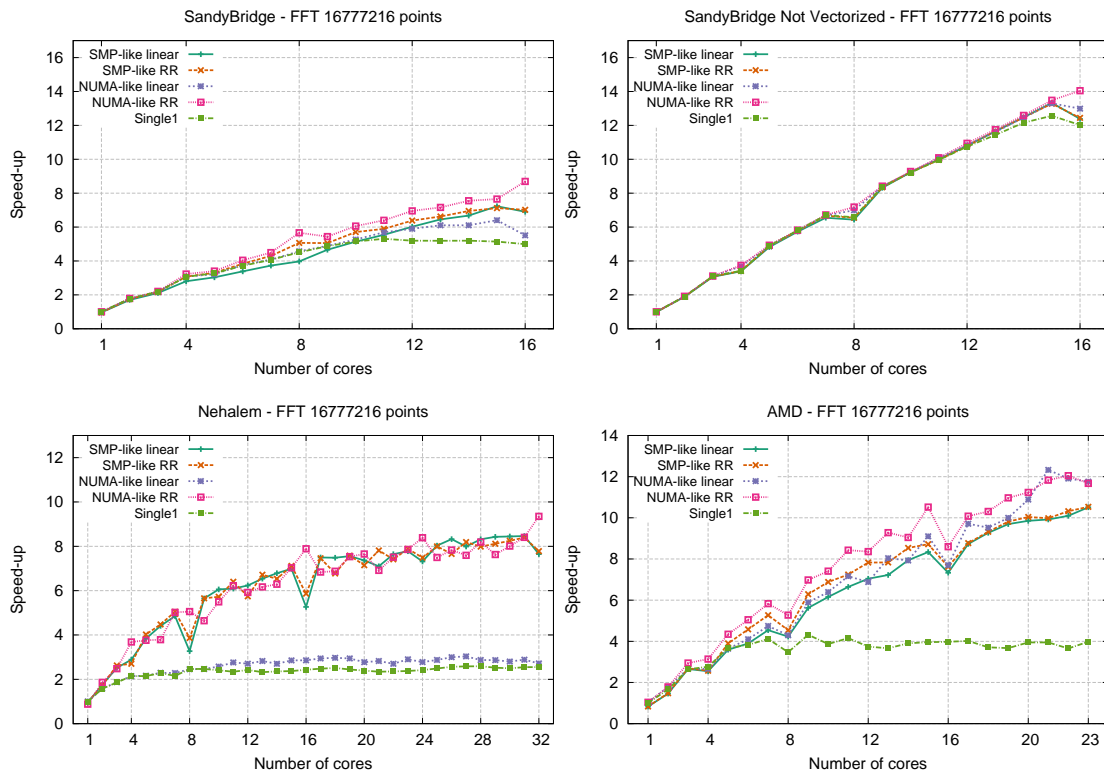 SandyBridge - FFT 16777216 points
Speed-up
16
14
12
10
8
6
4
2
0
SMP-like linear
SMP-like RR
NUMA-like linear
NUMA-like RR
Single1
1 4 8 12 16
Number of cores
SandyBridge Not Vectorized - FFT 16777216 points
Speed-up
16
14
12
10
8
6
4
2
0
SMP-like linear
SMP-like RR
NUMA-like linear
NUMA-like RR
Single1
1 4 8 12 16
Number of cores
Nehalem - FFT 16777216 points
Speed-up
12
10
8
6
4
2
0
SMP-like linear
SMP-like RR
NUMA-like linear
NUMA-like RR
Single1
1 4 8 12 16 20 24 28 32
Number of cores
AMD - FFT 16777216 points
Speed-up
14
12
10
8
6
4
2
0
SMP-like linear
SMP-like RR
NUMA-like linear
NUMA-like RR
Single1
1 4 8 12 16 20 23
Number of cores